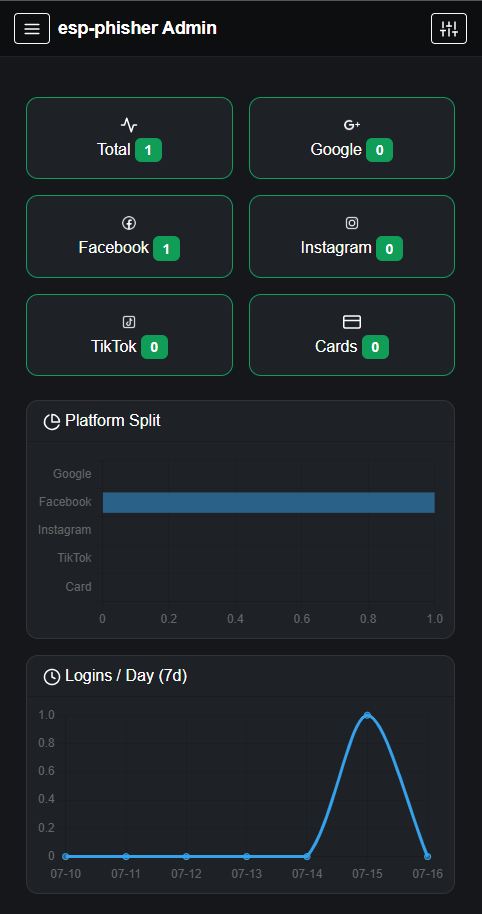 esp-phisher Admin
Total 1
Google 0
Facebook 1
Instagram 0
TikTok 0
Cards 0
Platform Split
Google
Facebook
Instagram
TikTok
Card
0 0.2 0.4 0.6 0.8 1.0
Logins / Day (7d)
1.0
0.8
0.6
0.4
0.2
0
07-10 07-11 07-12 07-13 07-14 07-15 07-16